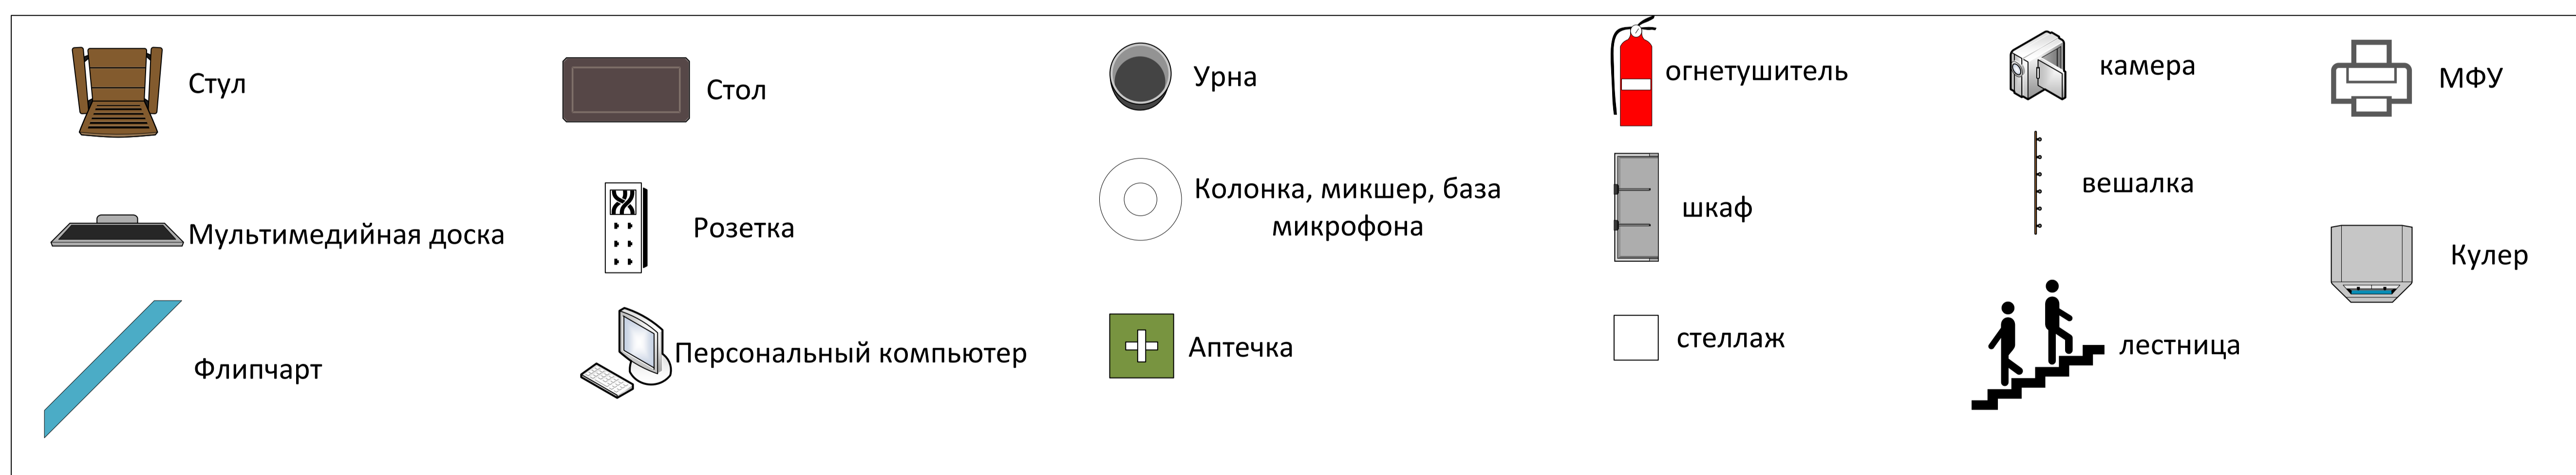 Стул
Стол
Урна
огнетушитель
камера
МФУ
Мультимедийная доска
Розетка
Колонка, микшер, база
микрофона
шкаф
вешалка
Кулер
Флипчарт
Персональный компьютер
Аптечка
стеллаж
лестница